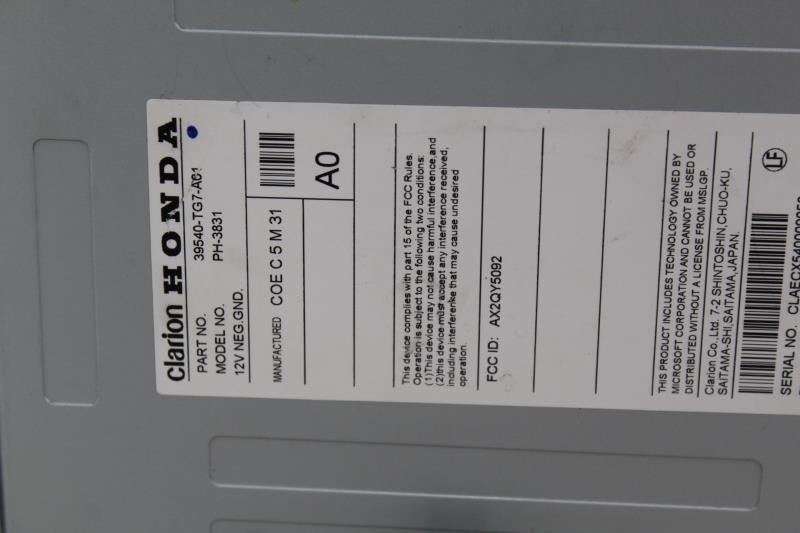 Clarion HONDA
PART NO. 39540-TG7-A61
MODEL NO. PH-3831
12V NEG.GND.
MANUFACTURED COE C 5 M 31
A0
This device complies with part 15 of the FCC Rules.
Operation is subject to the following two conditions:
(1)This device may not cause harmful interference,and
(2)this device must accept any interference received,
including interference that may cause undesired
operation.
FCC ID: AX2QY5092
THIS PRODUCT INCLUDES TECHNOLOGY OWNED BY
MICROSOFT CORPORATION AND CANNOT BE USED OR
DISTRIBUTED WITHOUT A LICENSE FROM MSLGP.
Clarion Co., Ltd. 7-2 SHINTOSHIN,CHUO-KU,
SAITAMA-SHI,SAITAMA,JAPAN.
LF
SERIAL NO.